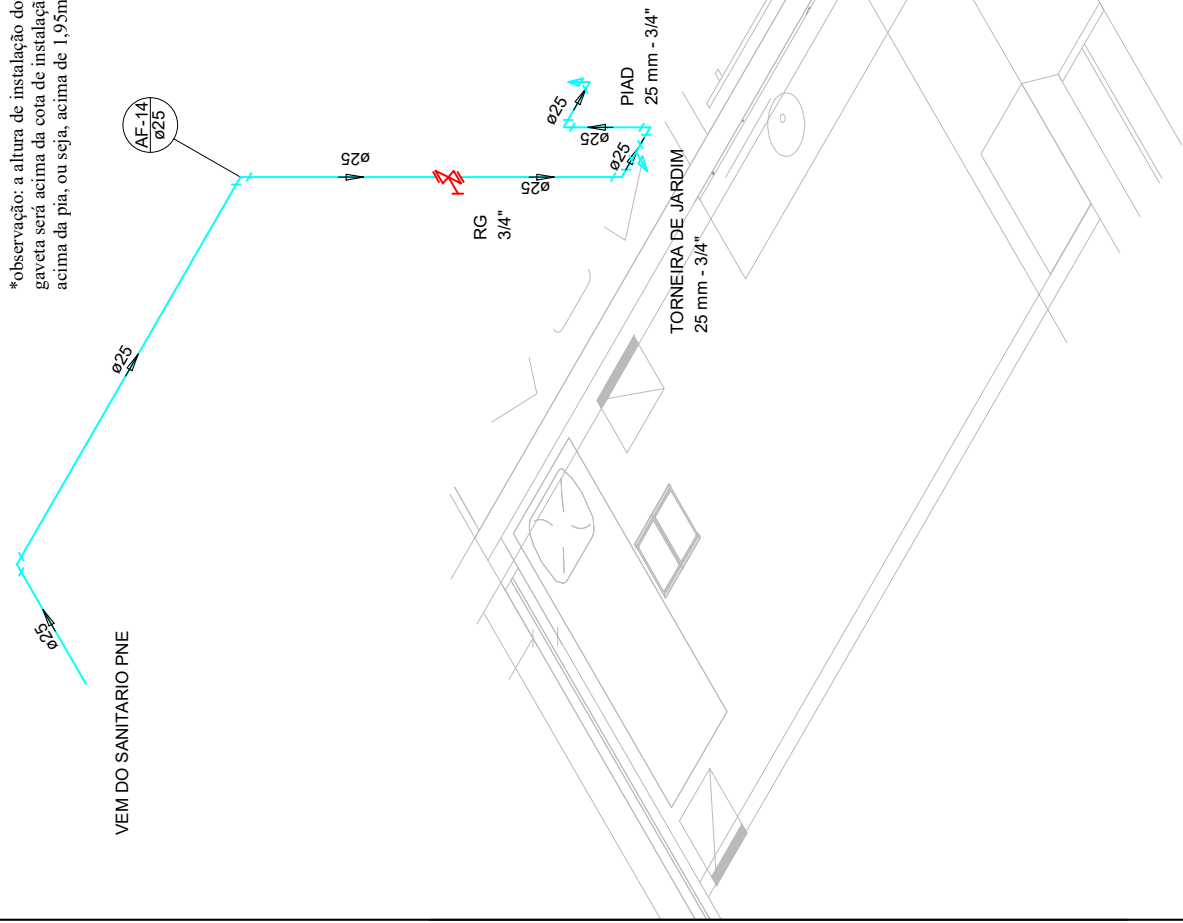 *observação: a altura de instalação do
gaveta será acima da cota de instalaçã
acima da pia, ou seja, acima de 1,95m
AF-14
ø25
ø25
ø25
ø25
VEM DO SANITARIO PNE
RG
3/4"
ø25
ø25
ø25
ø25
PIAD
25 mm - 3/4"
TORNEIRA DE JARDIM
25 mm - 3/4"